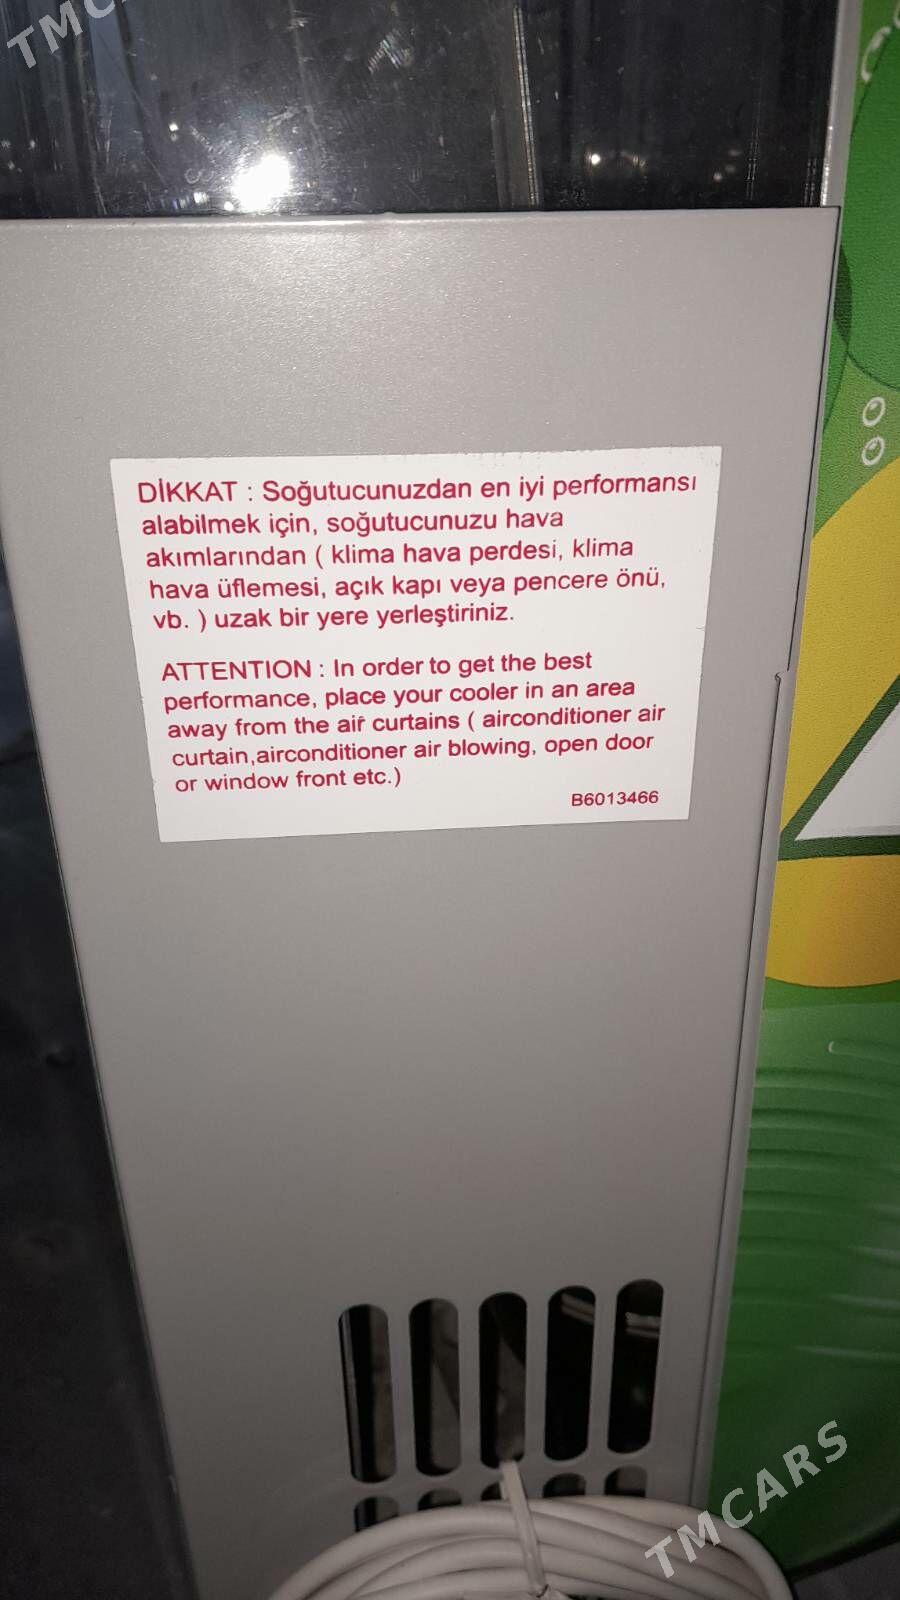 TMC
DİKKAT : Soğutucunuzdan en iyi performansı
alabilmek için, soğutucunuzu hava
akımlarından ( klima hava perdesi, klima
hava üflemesi, açık kapı veya pencere önü,
vb. ) uzak bir yere yerleştiriniz.
ATTENTION : In order to get the best
performance, place your cooler in an area
away from the air curtains ( airconditioner air
curtain,airconditioner air blowing, open door
or window front etc.)
B6013466
TMCARS